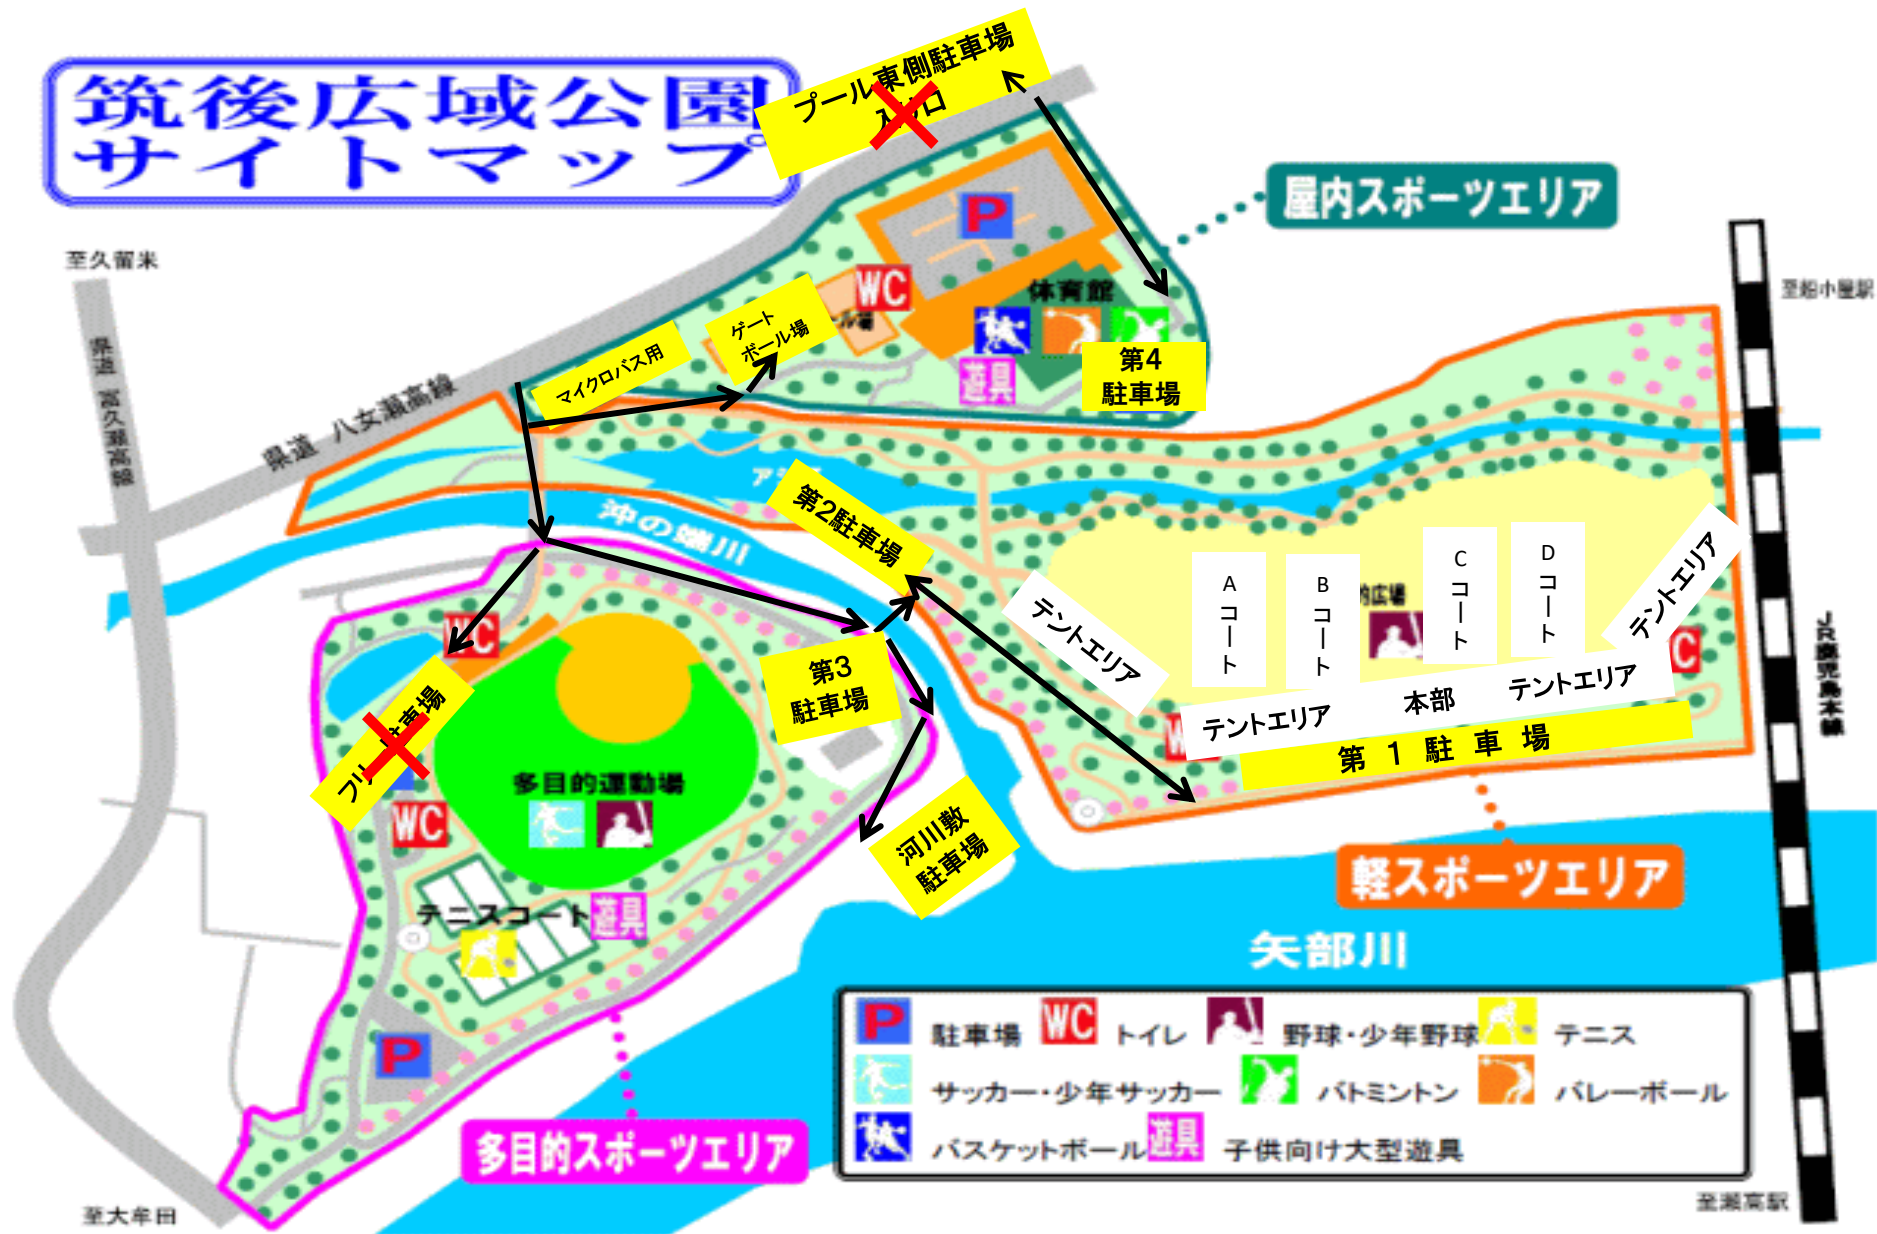 筑後広域公園
サイトマップ
プール東側駐車場
入り口
P
屋内スポーツエリア
至久留米
至船小屋駅
WC
体育館
ゲート
ボール場
マイクロバス用
第4
駐車場
遊具
県道 八女瀬高線
第2駐車場
沖の端川
A
コート
B
コート
C
コート
D
コート
的広場
テントエリア
テントエリア
WC
第3
駐車場
テントエリア
本部
テントエリア
第 1 駐 車 場
JR鹿児島本線
駐車場
多目的運動場
WC
河川敷
駐車場
軽スポーツエリア
テニスコート
遊具
矢部川
P
P
駐車場
WC
トイレ
野球・少年野球
テニス
サッカー・少年サッカー
バトミントン
バレーボール
バスケットボール
遊具
子供向け大型遊具
多目的スポーツエリア
至大牟田
至瀬高駅